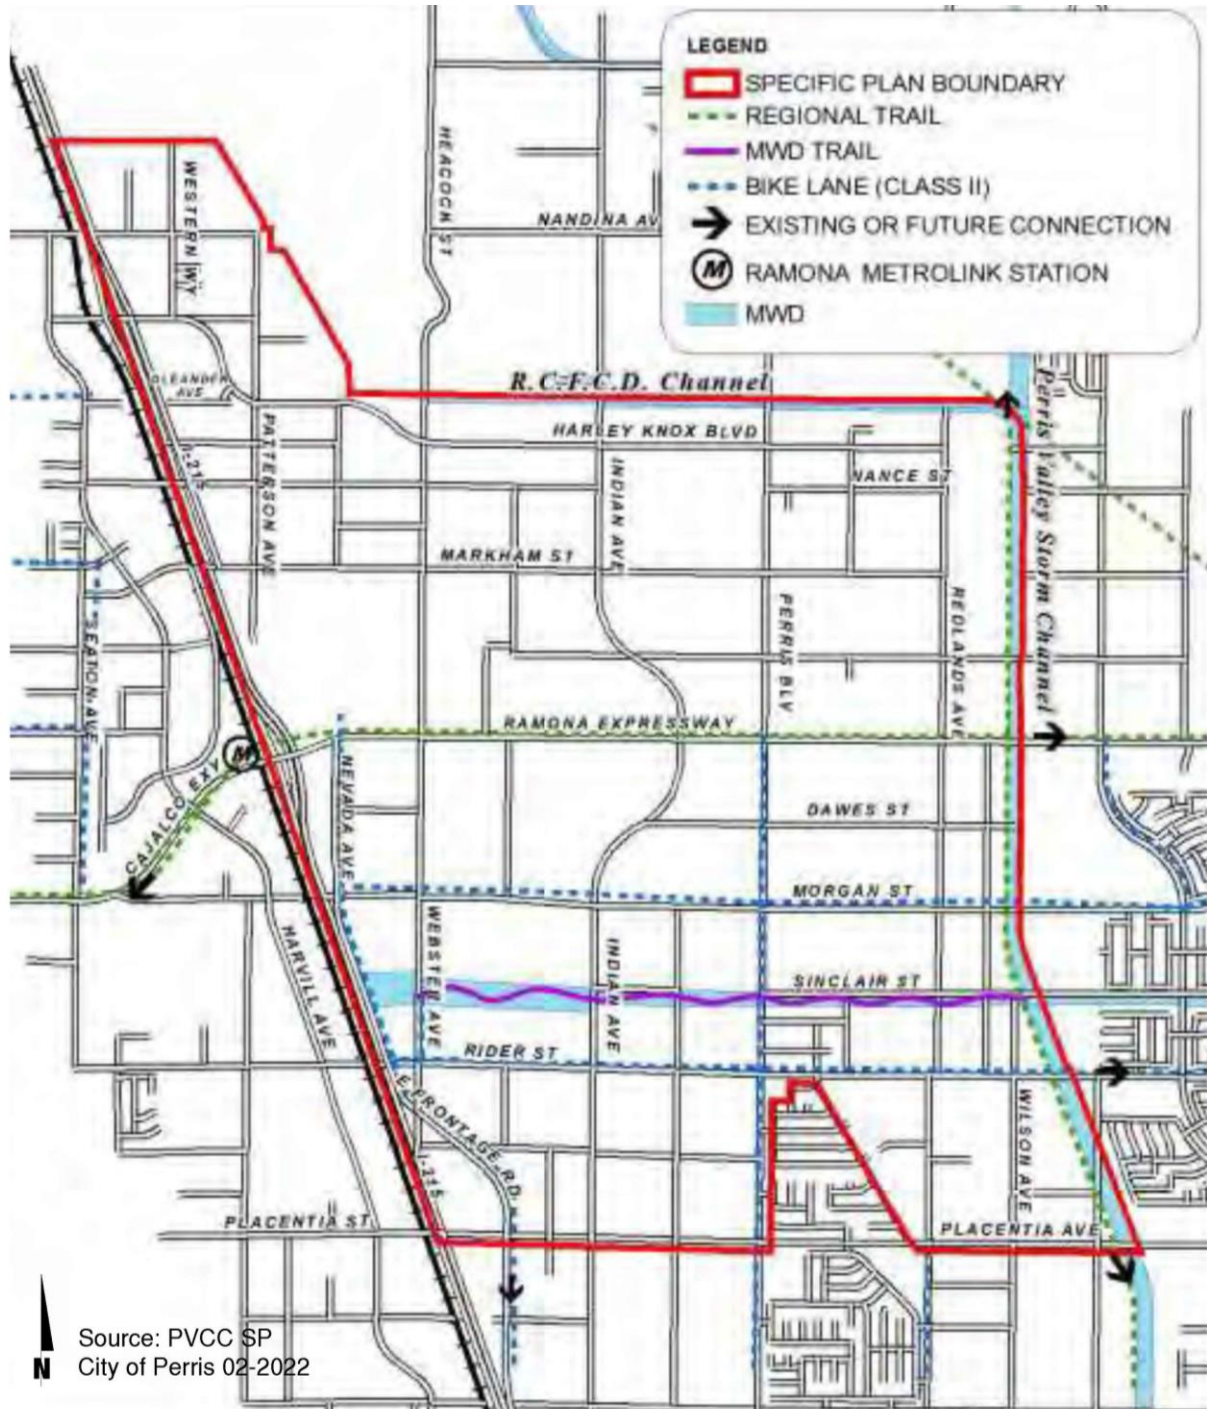 LEGEND
SPECIFIC PLAN BOUNDARY
REGIONAL TRAIL
MWD TRAIL
BIKE LANE (CLASS II)
EXISTING OR FUTURE CONNECTION
M RAMONA METROLINK STATION
MWD
HEACOCK ST
WESTERN WY
NANDINA AV
OLEANDER
AVE
R.C.F.C.D. Channel
Perris Valley Storm Channel
HARLEY KNOX BLVD
PATTERSON AVE
I-215
INDIAN AVE
NANCE ST
MARKHAM ST
PERRIS BLV
REDLANDS AVE
SEATON AVE
RAMONA EXPRESSWAY
M
CAJALCO EXY
NEVADA AVE
DAWES ST
MORGAN ST
HARVILL AVE
WEBSTER AVE
INDIAN AVE
SINCLAIR ST
RIDER ST
E FRONTAGE RD
WILSON AVE
I-215
PLACENTIA ST
PLACENTIA AVE
Source: PVCC SP
N City of Perris 02-2022